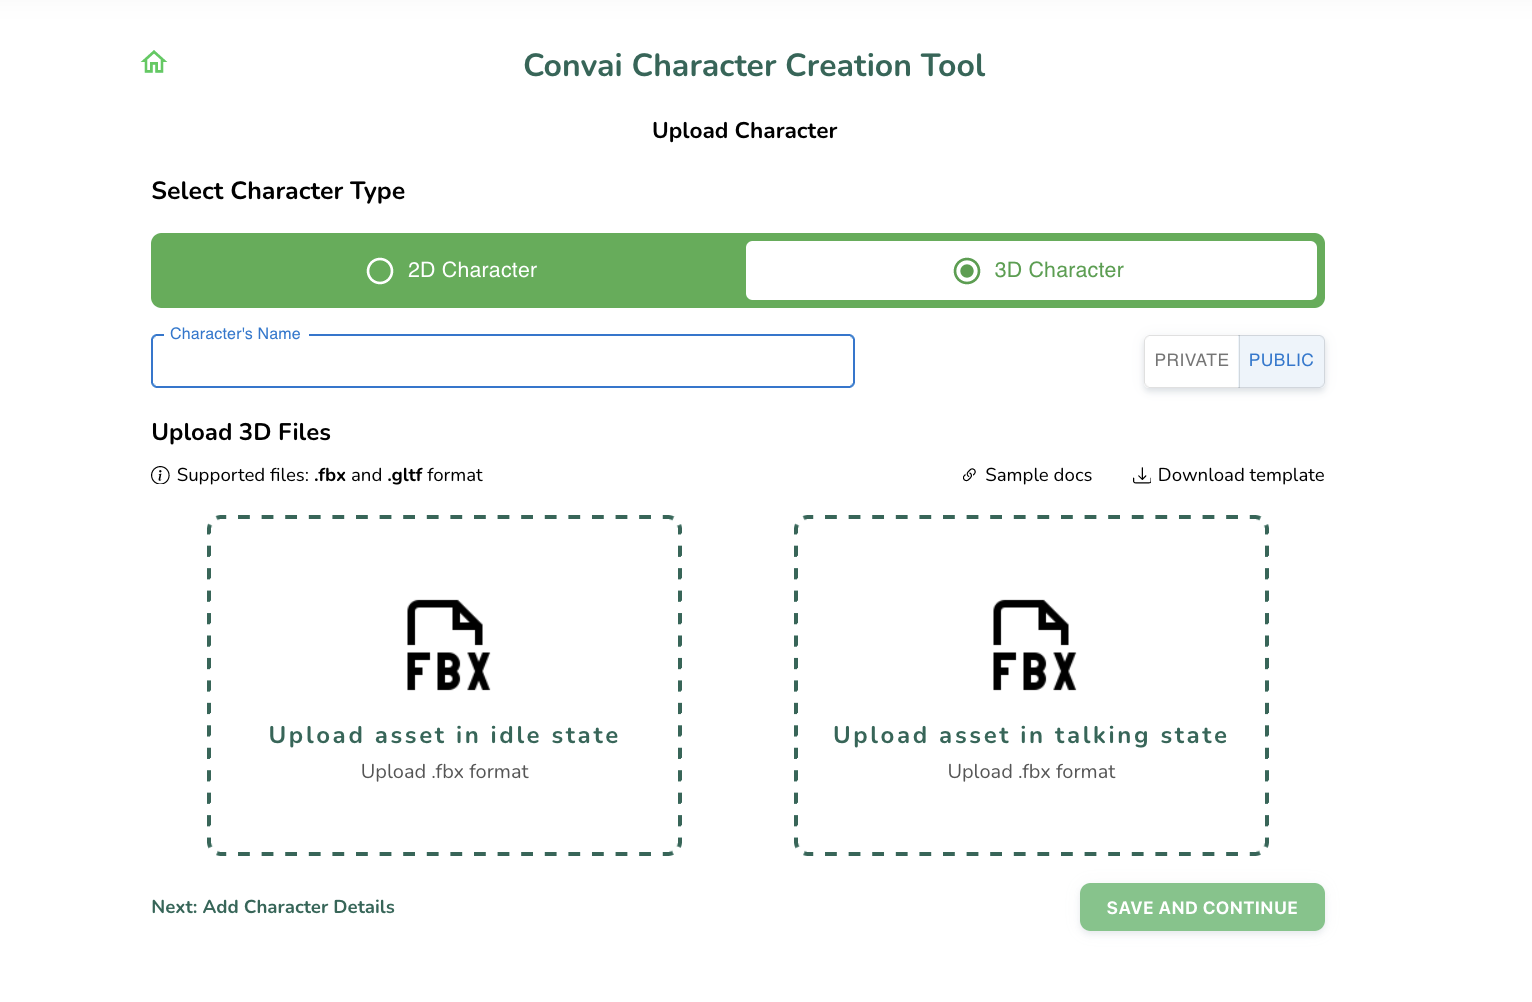 Convai Character Creation Tool
Upload Character
Select Character Type
2D Character
3D Character
Character's Name
PRIVATE
PUBLIC
Upload 3D Files
Supported files: .fbx and .gltf format
Sample docs
Download template
FBX
Upload asset in idle state
Upload .fbx format
FBX
Upload asset in talking state
Upload .fbx format
Next: Add Character Details
SAVE AND CONTINUE